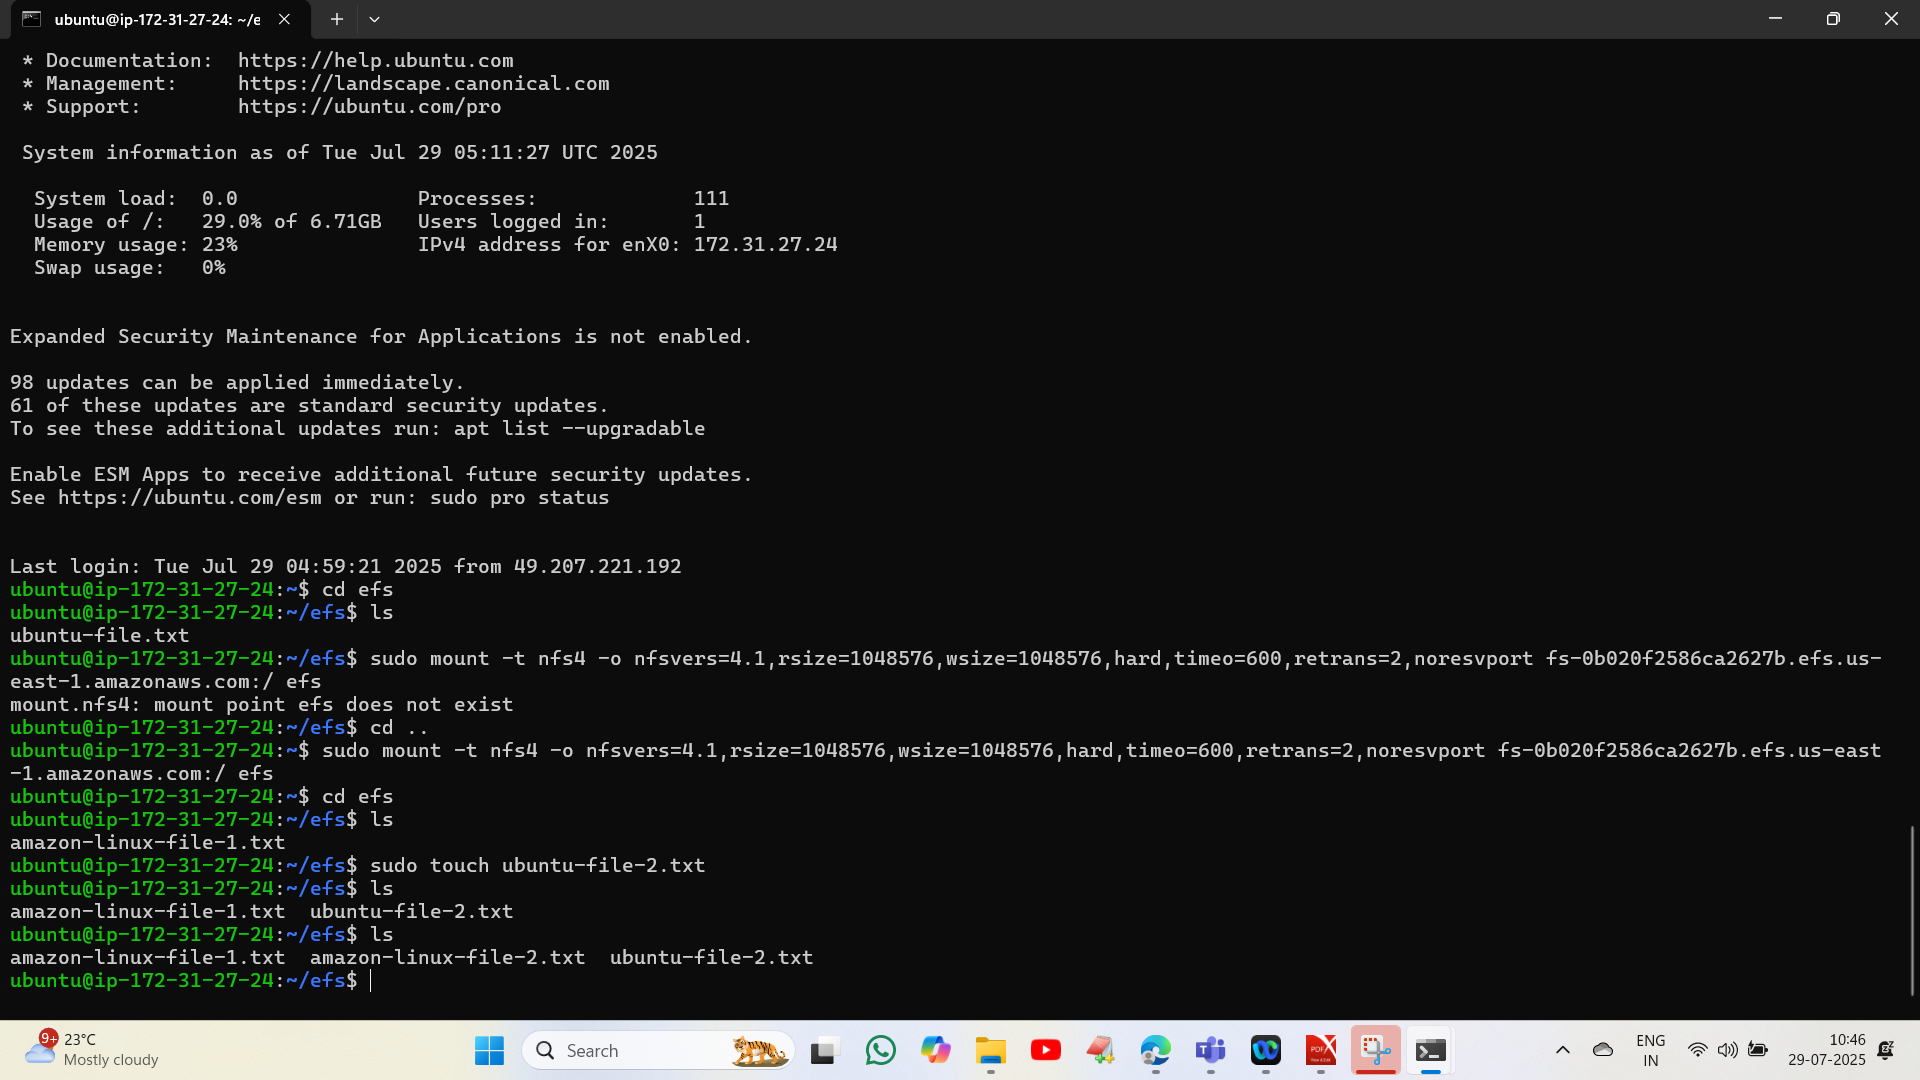 ubuntu@ip-172-31-27-24: ~/e
* Documentation:  https://help.ubuntu.com
* Management:     https://landscape.canonical.com
* Support:        https://ubuntu.com/pro
System information as of Tue Jul 29 05:11:27 UTC 2025
System load:  0.0               Processes:             111
Usage of /:   29.0% of 6.71GB   Users logged in:       1
Memory usage: 23%               IPv4 address for enX0: 172.31.27.24
Swap usage:   0%
Expanded Security Maintenance for Applications is not enabled.
98 updates can be applied immediately.
61 of these updates are standard security updates.
To see these additional updates run: apt list --upgradable
Enable ESM Apps to receive additional future security updates.
See https://ubuntu.com/esm or run: sudo pro status
Last login: Tue Jul 29 04:59:21 2025 from 49.207.221.192
ubuntu@ip-172-31-27-24:~$ cd efs
ubuntu@ip-172-31-27-24:~/efs$ ls
ubuntu-file.txt
ubuntu@ip-172-31-27-24:~/efs$ sudo mount -t nfs4 -o nfsvers=4.1,rsize=1048576,wsize=1048576,hard,timeo=600,retrans=2,noresvport fs-0b020f2586ca2627b.efs.us-
east-1.amazonaws.com:/ efs
mount.nfs4: mount point efs does not exist
ubuntu@ip-172-31-27-24:~/efs$ cd ..
ubuntu@ip-172-31-27-24:~$ sudo mount -t nfs4 -o nfsvers=4.1,rsize=1048576,wsize=1048576,hard,timeo=600,retrans=2,noresvport fs-0b020f2586ca2627b.efs.us-east
-1.amazonaws.com:/ efs
ubuntu@ip-172-31-27-24:~$ cd efs
ubuntu@ip-172-31-27-24:~/efs$ ls
amazon-linux-file-1.txt
ubuntu@ip-172-31-27-24:~/efs$ sudo touch ubuntu-file-2.txt
ubuntu@ip-172-31-27-24:~/efs$ ls
amazon-linux-file-1.txt  ubuntu-file-2.txt
ubuntu@ip-172-31-27-24:~/efs$ ls
amazon-linux-file-1.txt  amazon-linux-file-2.txt  ubuntu-file-2.txt
ubuntu@ip-172-31-27-24:~/efs$
9+
23°C
Mostly cloudy
Search
PDF
ENG
IN
10:46
29-07-2025